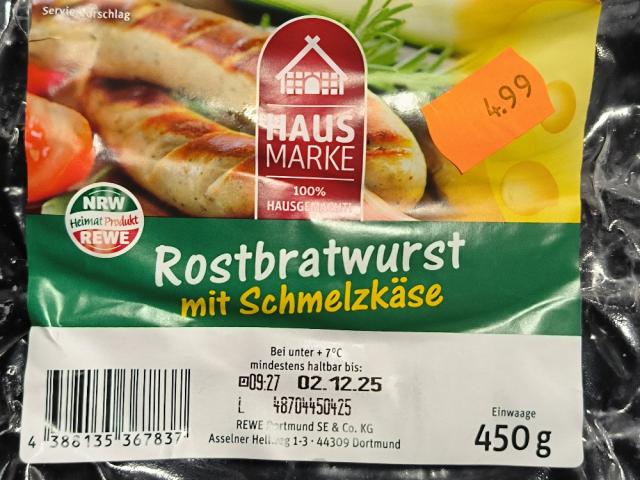 Serviervorschlag
4.99
HAUS
MARKE
100%
HAUSGEMACHT!
NRW
Heimat Produkt
REWE
Rostbratwurst
mit Schmelzkäse
Bei unter + 7°C
mindestens haltbar bis:
09:27 02.12.25
L 48704450425
REWE Dortmund SE & Co. KG
Asselner Hellweg 1-3 · 44309 Dortmund
Einwaage
450 g
4 388135 367837